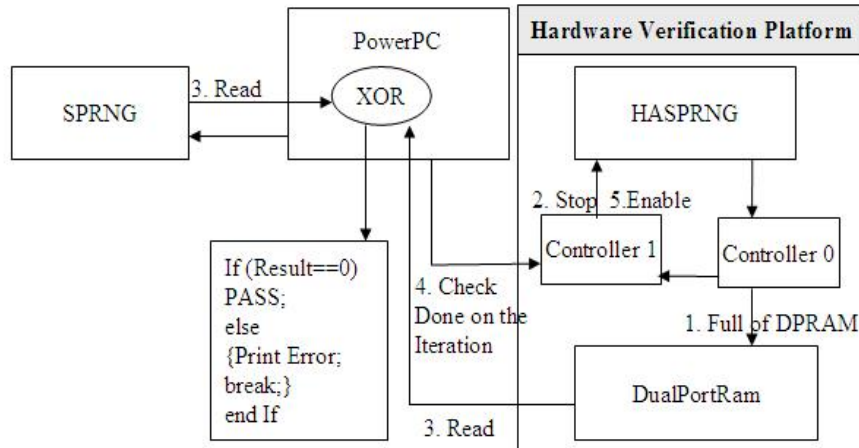 Hardware Verification Platform
PowerPC
3. Read
XOR
SPRNG
HASPRNG
2. Stop 5.Enable
Controller 1
Controller 0
If (Result==0)
PASS;
else
{Print Error;
break;}
end If
4. Check
Done on the
Iteration
1. Full of DPRAM
DualPortRam
3. Read